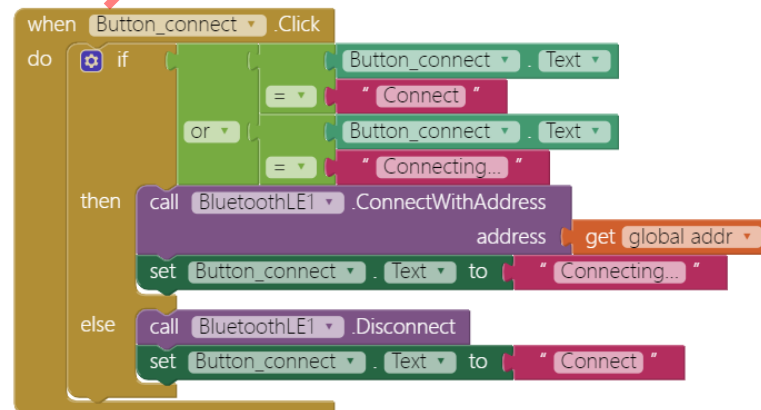 when Button_connect .Click
do if Button_connect . Text
= " Connect "
or Button_connect . Text
= " Connecting... "
then call BluetoothLE1 .ConnectWithAddress
address get global addr
set Button_connect . Text to " Connecting... "
else call BluetoothLE1 .Disconnect
set Button_connect . Text to " Connect "